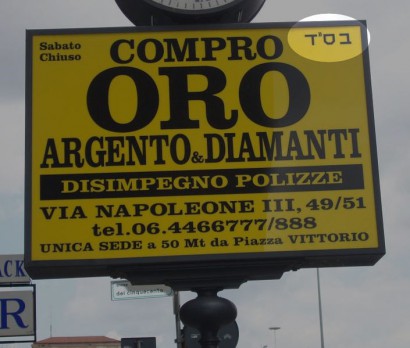 Sabato
Chiuso
בס"ד
COMPRO
ORO
ARGENTO & DIAMANTI
DISIMPEGNO POLIZZE
VIA NAPOLEONE III, 49/51
tel.06.4466777/888
UNICA SEDE a 50 Mt da Piazza VITTORIO
ACK
R